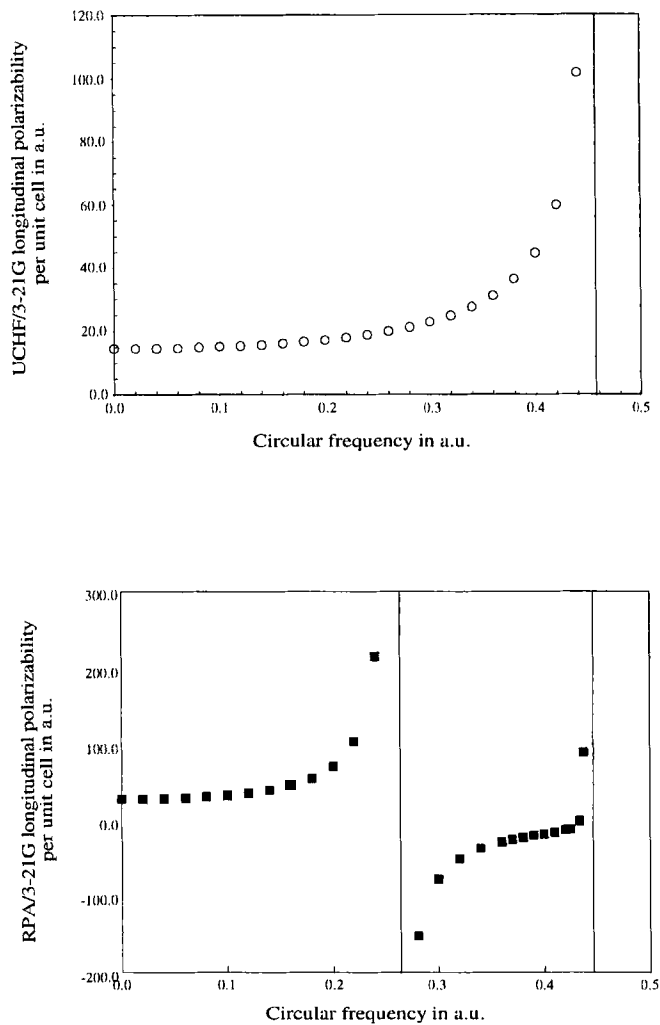 120.0
100.0
80.0
60.0
40.0
20.0
0.0
UCHF/3-21G longitudinal polarizability
per unit cell in a.u.
0.0 0.1 0.2 0.3 0.4 0.5
Circular frequency in a.u.
300.0
200.0
100.0
0.0
-100.0
-200.0
RPA/3-21G longitudinal polarizability
per unit cell in a.u.
0.0 0.1 0.2 0.3 0.4 0.5
Circular frequency in a.u.